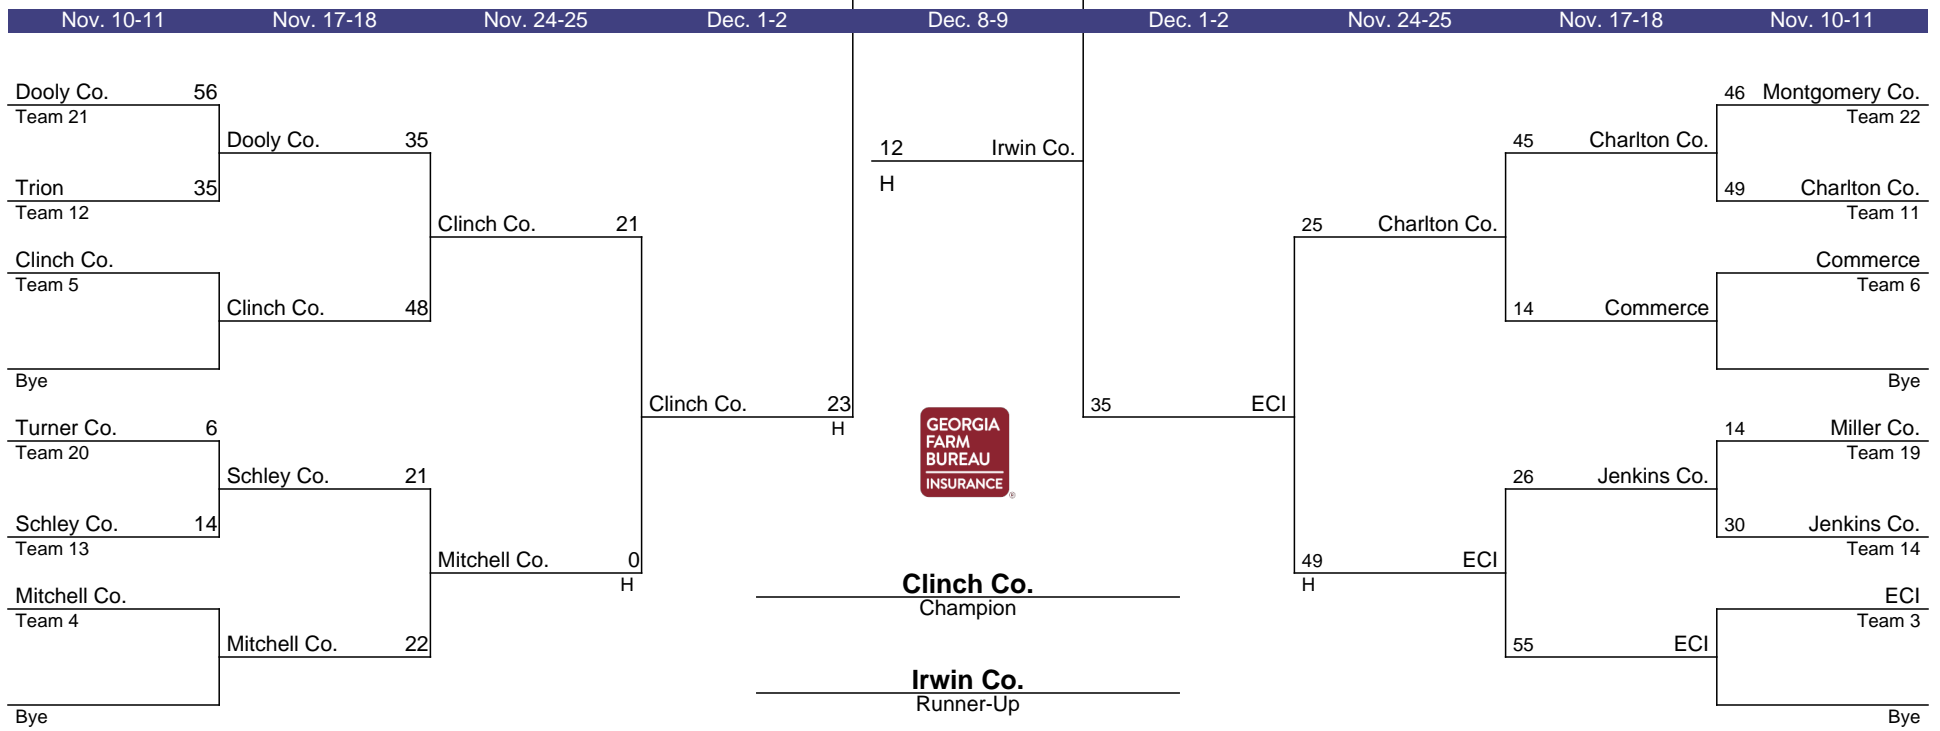 Nov. 10-11 Nov. 17-18 Nov. 24-25 Dec. 1-2 Dec. 8-9 Dec. 1-2 Nov. 24-25 Nov. 17-18 Nov. 10-11
Dooly Co. 56
Team 21
Dooly Co. 35
Trion 35
Team 12
Clinch Co. 21
Clinch Co.
Team 5
Clinch Co. 48
Bye
Clinch Co. 23
H
Turner Co. 6
Team 20
Schley Co. 21
Schley Co. 14
Team 13
Mitchell Co. 0
H
Mitchell Co.
Team 4
Mitchell Co. 22
Bye
12 Irwin Co.
H
GEORGIA
FARM
BUREAU
INSURANCE
®
Clinch Co.
Champion
Irwin Co.
Runner-Up
46 Montgomery Co.
Team 22
45 Charlton Co.
49 Charlton Co.
Team 11
25 Charlton Co.
Commerce
Team 6
14 Commerce
Bye
35 ECI
14 Miller Co.
Team 19
26 Jenkins Co.
30 Jenkins Co.
Team 14
49 ECI
H
ECI
Team 3
55 ECI
Bye